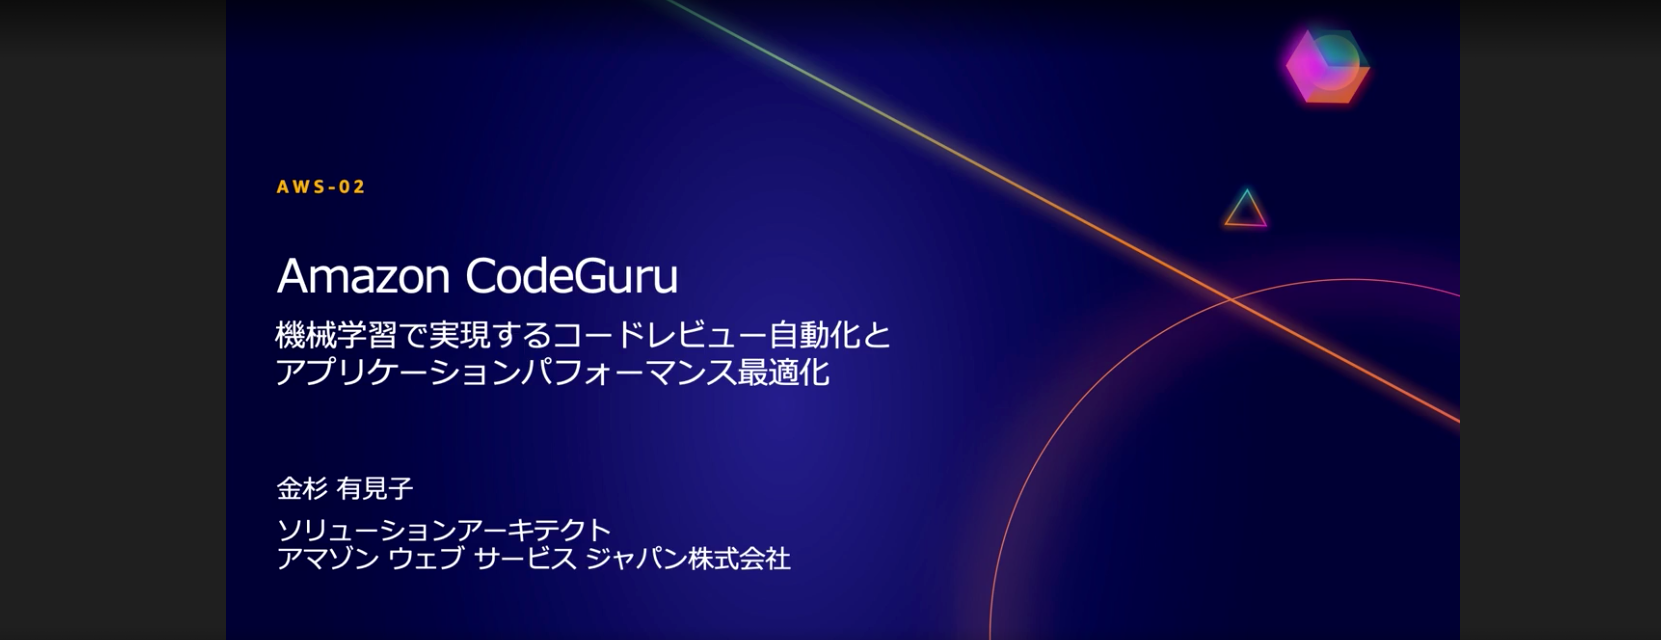 AWS-02
Amazon CodeGuru
機械学習で実現するコードレビュー自動化と
アプリケーションパフォーマンス最適化
金杉 有見子
ソリューションアーキテクト
アマゾン ウェブ サービス ジャパン株式会社